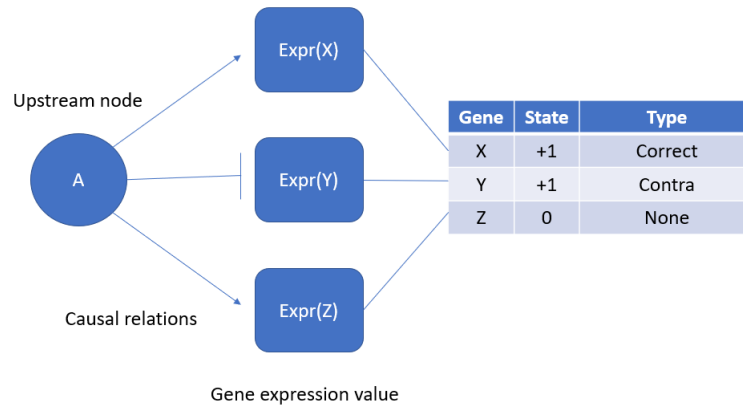 Expr(X)
Upstream node
A
Expr(Y)
Expr(Z)
Causal relations
Gene expression value
Gene State Type
X +1 Correct
Y +1 Contra
Z 0 None